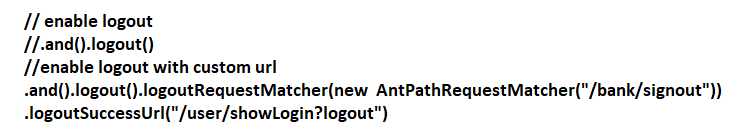 // enable logout
//.and().logout()
//enable logout with custom url
.and().logout().logoutRequestMatcher(new  AntPathRequestMatcher("/bank/signout"))
.logoutSuccessUrl("/user/showLogin?logout")